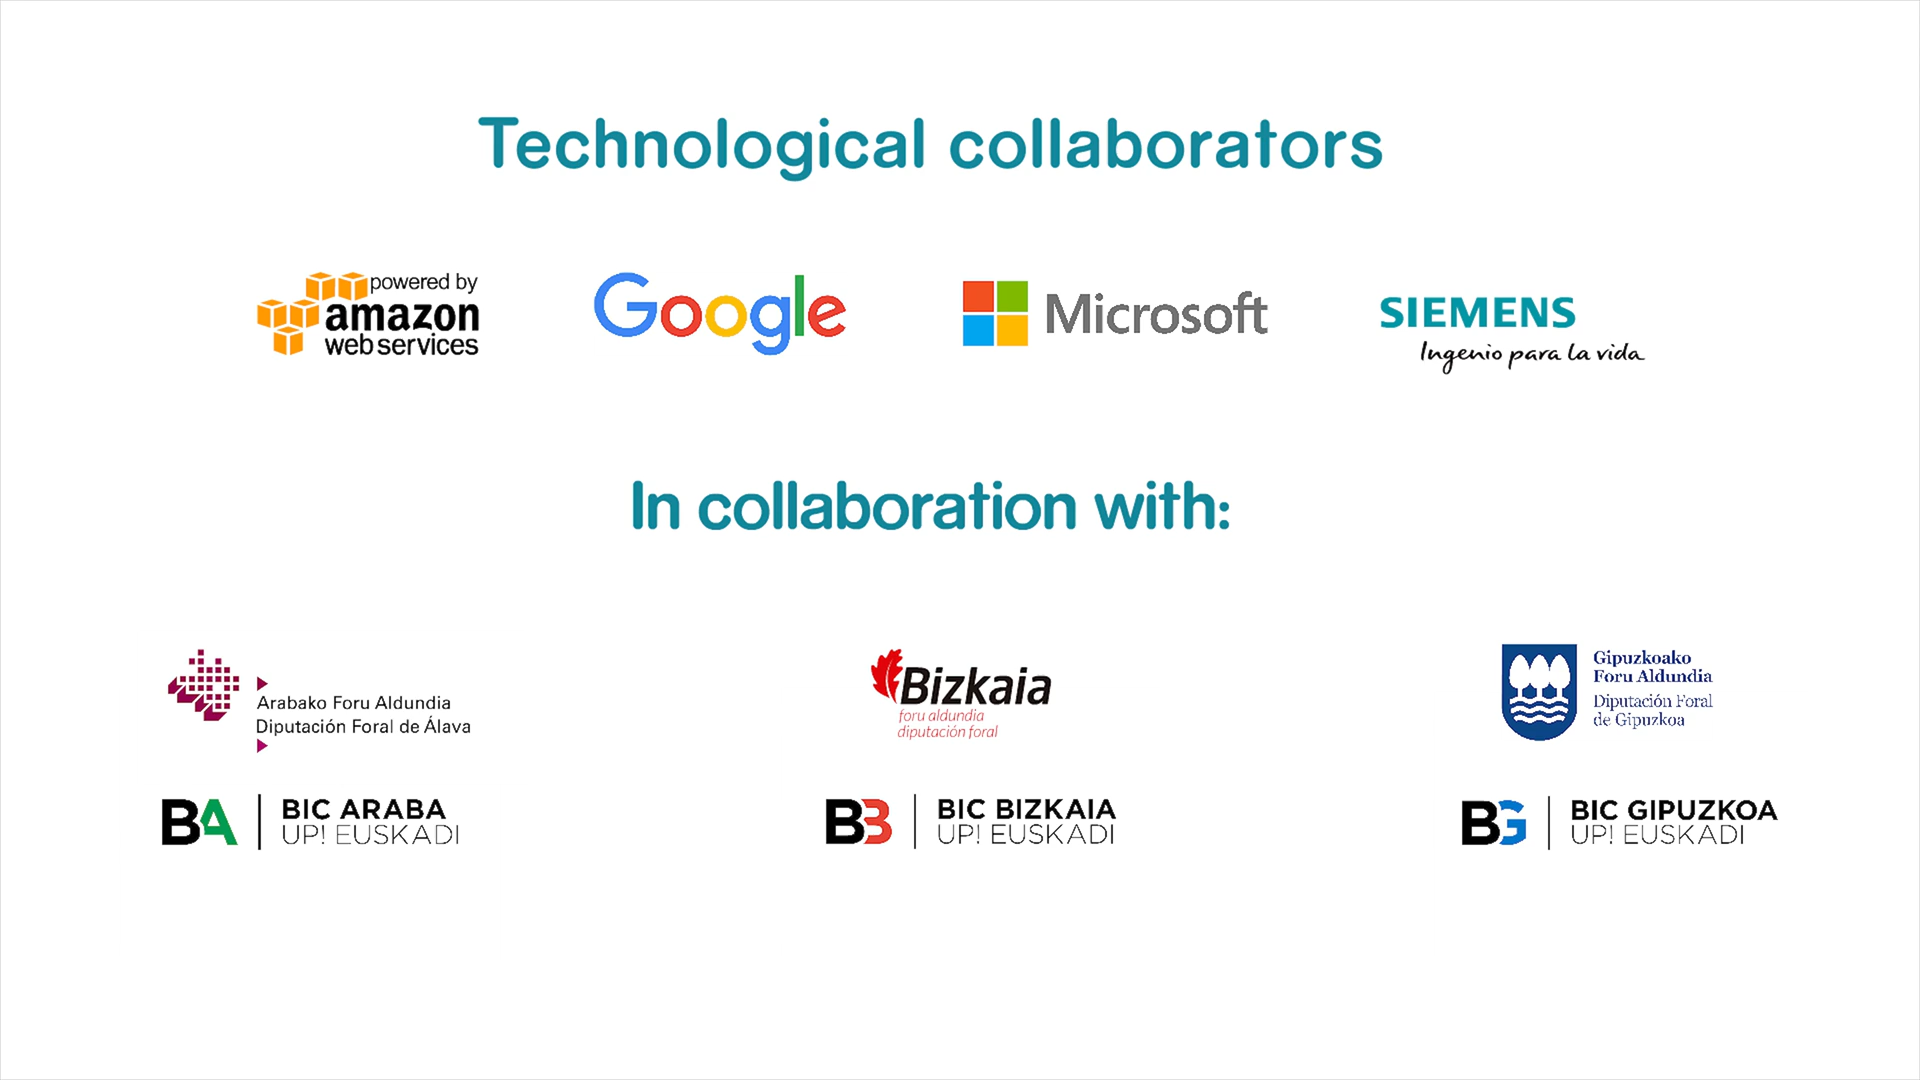 Technological collaborators
powered by
amazon
web services
Google
Microsoft
SIEMENS
Ingenio para la vida
In collaboration with:
Arabako Foru Aldundia
Diputación Foral de Álava
Bizkaia
foru aldundia
diputación foral
Gipuzkoako
Foru Aldundia
Diputación Foral
de Gipuzkoa
BA
BIC ARABA
UP! EUSKADI
BB
BIC BIZKAIA
UP! EUSKADI
BG
BIC GIPUZKOA
UP! EUSKADI